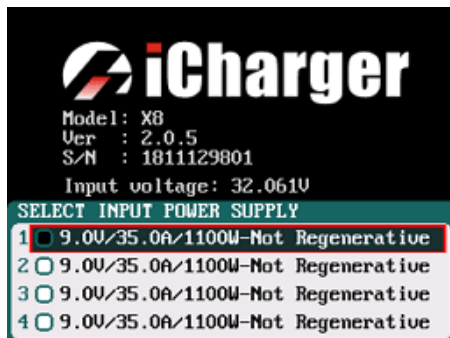 iCharger
Model: X8
Ver : 2.0.5
S/N : 1811129801
Input voltage: 32.061V
SELECT INPUT POWER SUPPLY
1 9.0V/35.0A/1100W-Not Regenerative
2 9.0V/35.0A/1100W-Not Regenerative
3 9.0V/35.0A/1100W-Not Regenerative
4 9.0V/35.0A/1100W-Not Regenerative